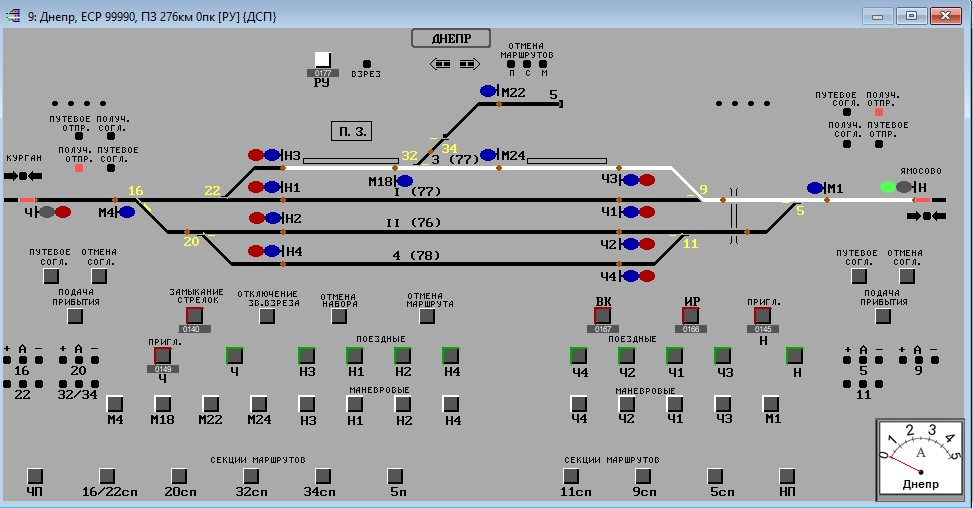 9: Днепр, ЕСР 99990, ПЗ 276км 0пк [РУ] {ДСП}
ДНЕПР
ОТМЕНА
МАРШРУТОВ
П С М
0177
РУ
ВЗРЕЗ
М22
5
ПУТЕВОЕ
ОТПР.
ПОЛУЧ.
СОГЛ.
ПУТЕВОЕ
СОГЛ.
ПОЛУЧ.
ОТПР.
П. З.
ПОЛУЧ.
ОТПР.
ПУТЕВОЕ
СОГЛ.
ПОЛУЧ.
СОГЛ.
ПУТЕВОЕ
ОТПР.
КУРГАН
Н3
32
34
3 (77)
М24
ЯМОСОВО
М18
Ч3
16
22
Н1
I (77)
9
М1
Н
Ч
М4
Ч1
5
Н2
II (76)
20
Ч2
11
Н4
4 (78)
Ч4
ПУТЕВОЕ
СОГЛ.
ОТМЕНА
СОГЛ.
ПУТЕВОЕ
СОГЛ.
ОТМЕНА
СОГЛ.
ПОДАЧА
ПРИБЫТИЯ
ЗАМЫКАНИЕ
СТРЕЛОК
0140
ОТКЛЮЧЕНИЕ
ЗВ.ВЗРЕЗА
ОТМЕНА
НАБОРА
ОТМЕНА
МАРШРУТА
ВК
0167
ИР
0166
ПРИГЛ.
0145
Н
ПОДАЧА
ПРИБЫТИЯ
ПРИГЛ.
0149
Ч
ПОЕЗДНЫЕ
ПОЕЗДНЫЕ
+ А -
16
22
+ А -
20
32/34
Ч Н3 Н1 Н2 Н4
Ч4 Ч2 Ч1 Ч3 Н
+ А -
5
11
+ А -
9
МАНЕВРОВЫЕ
МАНЕВРОВЫЕ
М4 М18 М22 М24 Н3 Н1 Н2 Н4
Ч4 Ч2 Ч1 Ч3 М1
СЕКЦИИ МАРШРУТОВ
СЕКЦИИ МАРШРУТОВ
ЧП 16/22сп 20сп 32сп 34сп 5п
11сп 9сп 5сп НП
0 1 2 3 4 5
А
Днепр